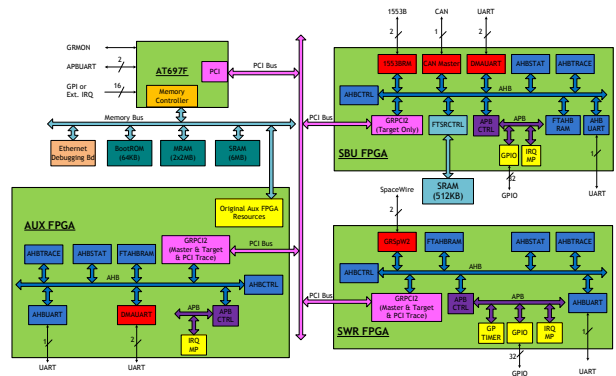 GRMON
APBUART
2
GPI or
Ext. IRQ
16
AT697F
PCI
Memory
Controller
PCI Bus
Memory Bus
Ethernet
Debugging Bd
BootROM
(64KB)
MRAM
(2x2MB)
SRAM
(6MB)
Original Aux FPGA
Resources
AUX FPGA
GRPCI2
(Master & Target
& PCI Trace)
PCI Bus
AHBTRACE
AHBSTAT
FTAHBRAM
AHB
AHBCTRL
AHBUART
DMAUART
APB
APB
CTRL
IRQ
MP
1
UART
2
UART
1553B
2
CAN
1
UART
2
1553BRM
CAN Master
DMAUART
AHBSTAT
AHBTRACE
AHBCTRL
AHB
PCI Bus
GRPCI2
(Target Only)
FTSRCTRL
APB
CTRL
APB
FTAHB
RAM
AHB
UART
GPIO
IRQ
MP
SBU FPGA
32
GPIO
1
UART
SRAM
(512KB)
SpaceWire
2
GRSpW2
FTAHBRAM
AHBSTAT
AHBTRACE
AHBCTRL
AHB
PCI Bus
GRPCI2
(Master & Target
& PCI Trace)
APB
CTRL
APB
AHBUART
GP
TIMER
GPIO
IRQ
MP
SWR FPGA
32
GPIO
1
UART